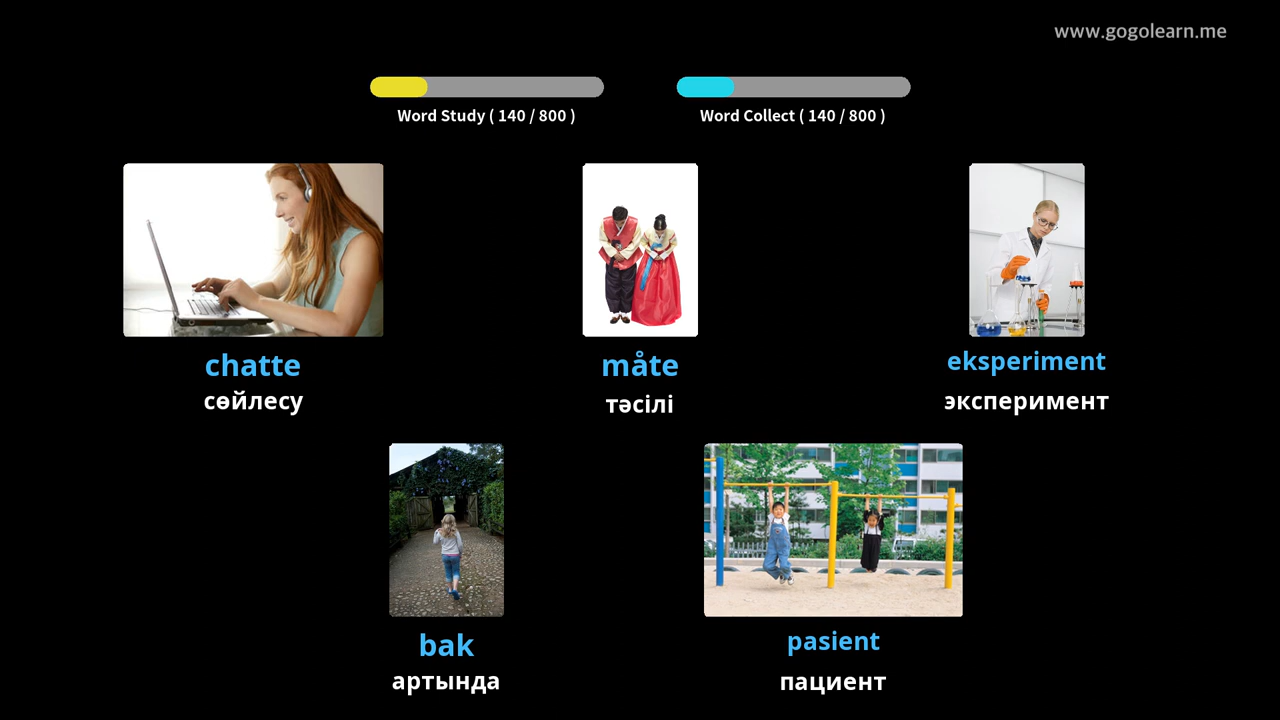 www.gogolearn.me
Word Study ( 140 / 800 )
Word Collect ( 140 / 800 )
chatte
сөйлесу
måte
тәсілі
eksperiment
эксперимент
bak
артында
pasient
пациент